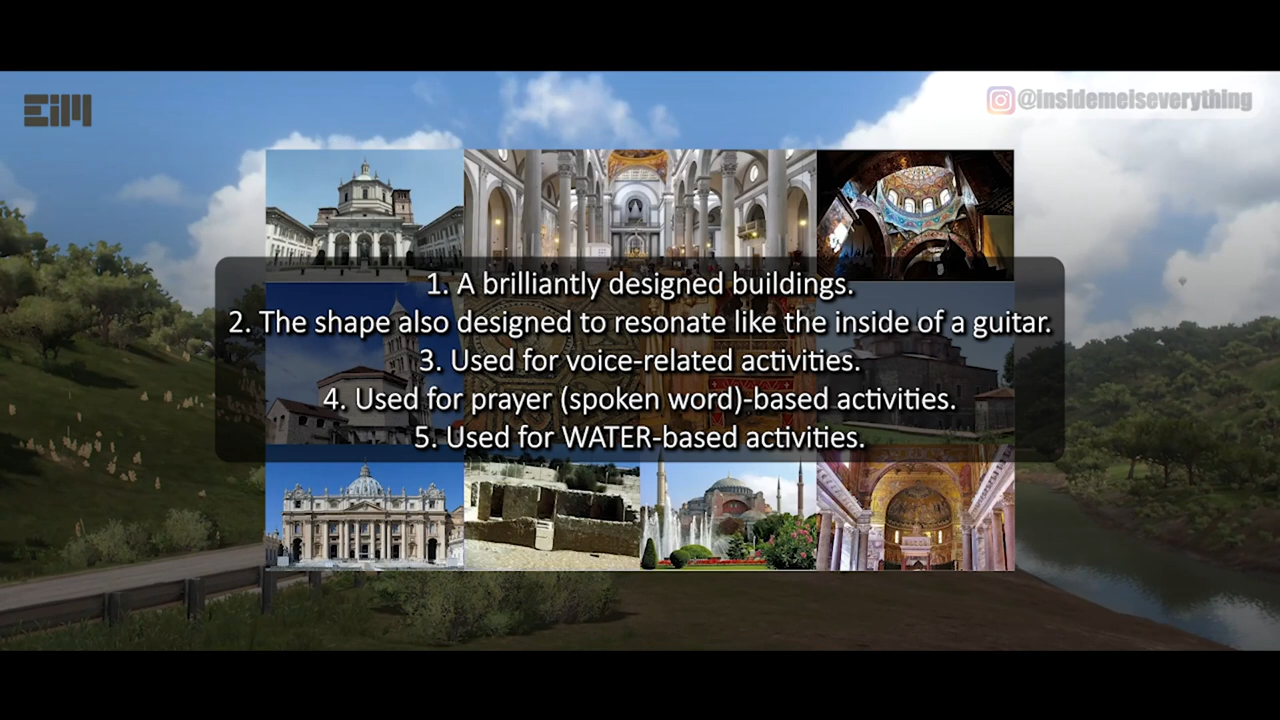 EiM
@insidemeiseverything
1. A brilliantly designed buildings.
2. The shape also designed to resonate like the inside of a guitar.
3. Used for voice-related activities.
4. Used for prayer (spoken word)-based activities.
5. Used for WATER-based activities.